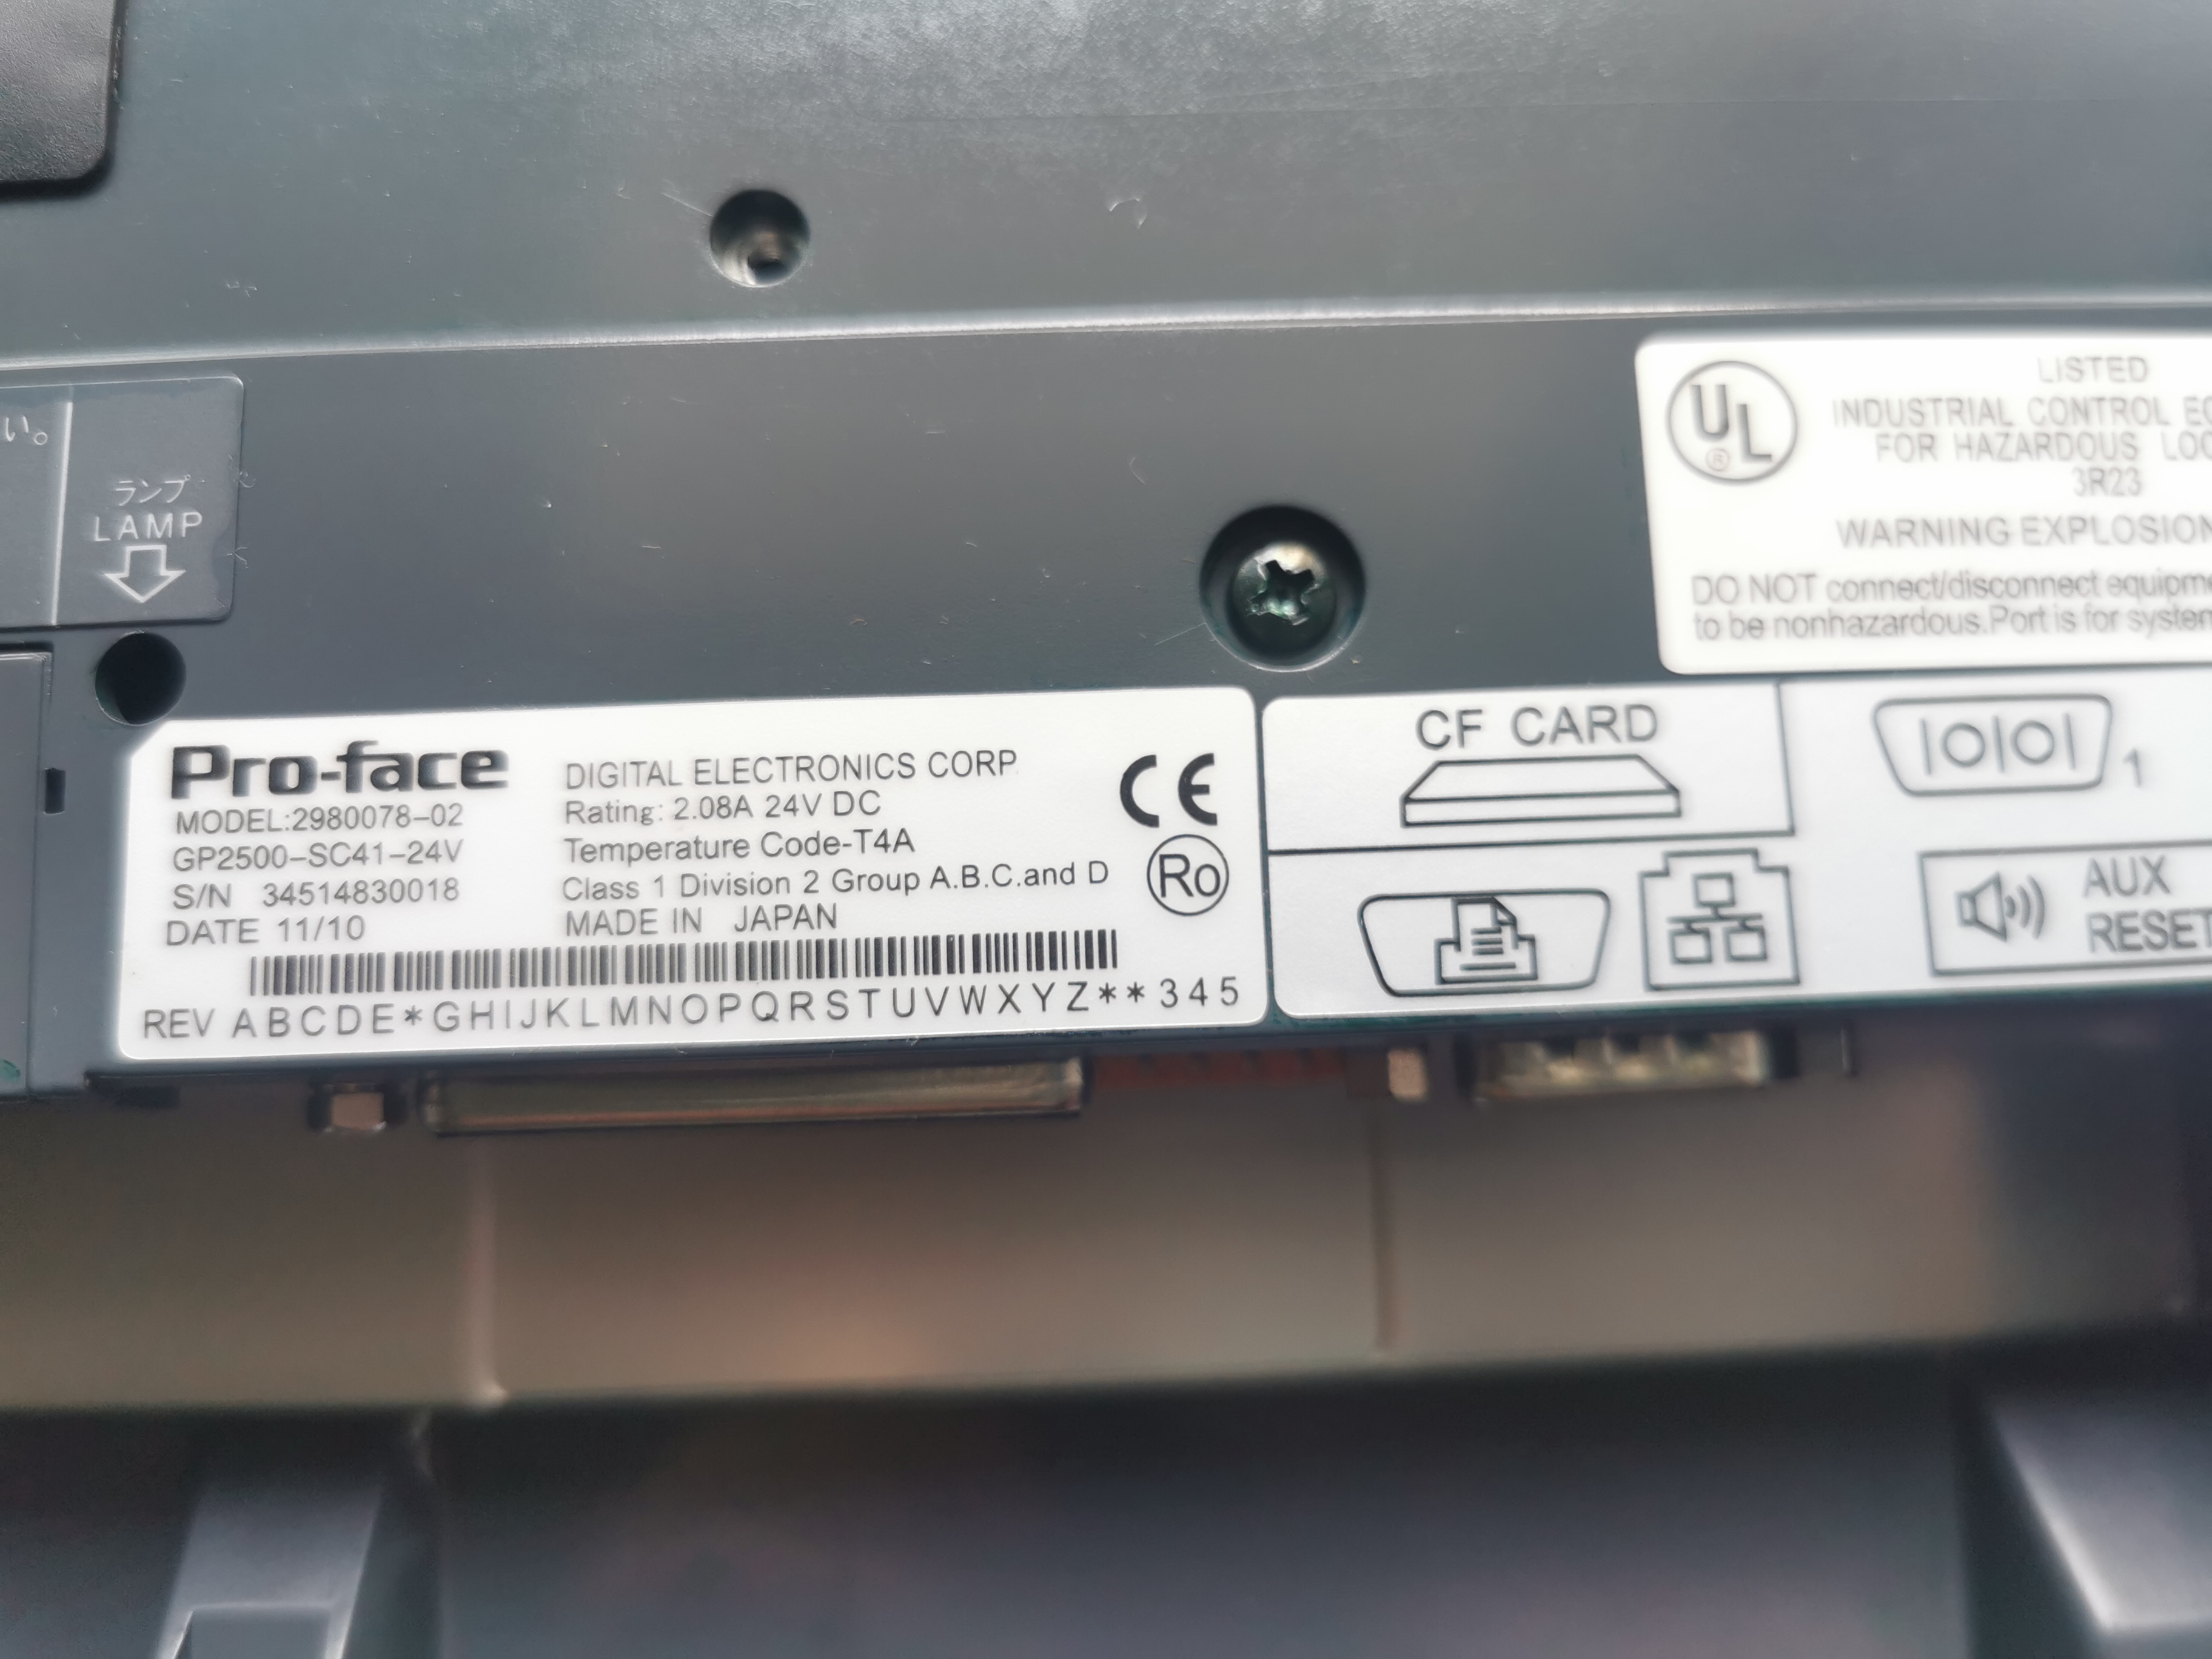 い。
ランプ
LAMP
UL
®
LISTED
INDUSTRIAL CONTROL
FOR HAZARDOUS
3R23
WARNING EXPLOSION
DO NOT connect/disconnect
to be nonhazardous.Port is for
Pro-face
MODEL:2980078-02
GP2500-SC41-24V
S/N 34514830018
DATE 11/10
DIGITAL ELECTRONICS CORP.
Rating: 2.08A 24V DC
Temperature Code-T4A
Class 1 Division 2 Group A.B.C.and D
MADE IN JAPAN
CE
Ro
REV ABCDE*GHIJKLMNOPQRSTUVWXYZ**345
CF CARD
|O|O| 1
AUX
RESET